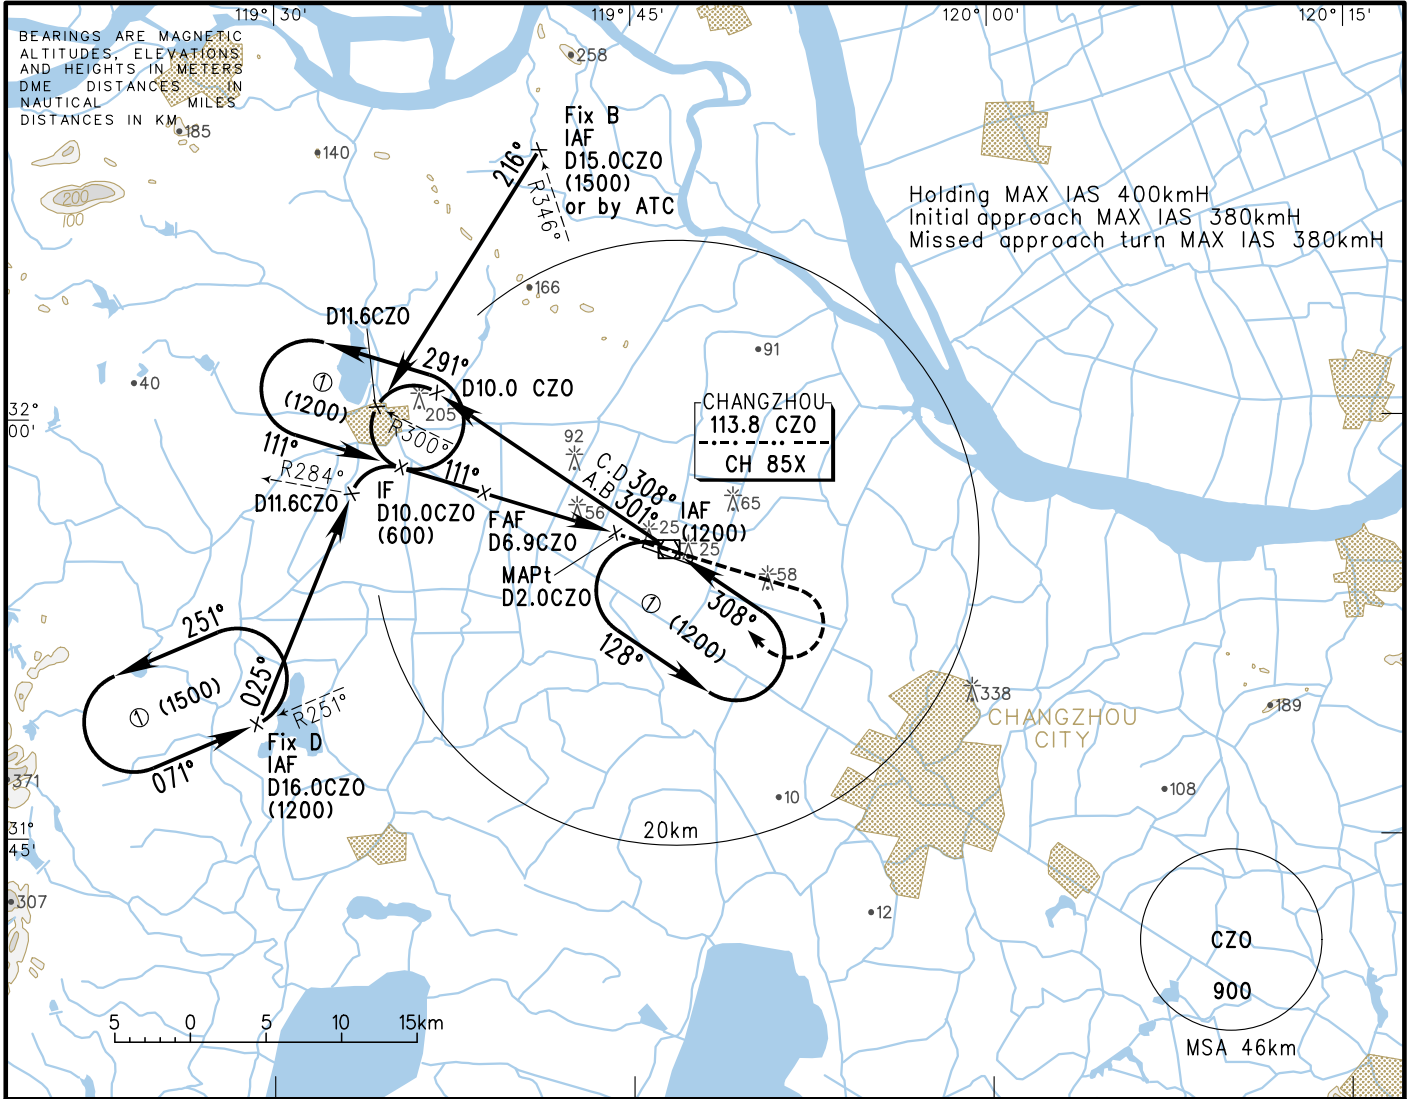 119°30'
119°45'
120°00'
120°15'
BEARINGS ARE MAGNETIC
ALTITUDES, ELEVATIONS
AND HEIGHTS IN METERS
DME DISTANCES IN
NAUTICAL MILES
DISTANCES IN KM
258
185
140
200
100
Fix B
IAF
D15.0CZO
(1500)
or by ATC
216°
R346°
Holding MAX IAS 400kmH
Initial approach MAX IAS 380kmH
Missed approach turn MAX IAS 380kmH
166
D11.6CZO
291°
91
40
① (1200)
D10.0 CZO
205
32°
00'
R300°
CHANGZHOU
113.8 CZO
CH 85X
111°
R284°
D11.6CZO
IF
D10.0CZO
(600)
111°
92
C.D 308°
A.B 301°
IAF
(1200)
65
56
25
25
FAF
D6.9CZO
MAPt
D2.0CZO
58
308°
① (1200)
128°
251°
① (1500)
025°
R251°
071°
Fix D
IAF
D16.0CZO
(1200)
338
CHANGZHOU
CITY
189
371
10
108
31°
45'
20km
307
12
CZO
900
MSA 46km
5 0 5 10 15km